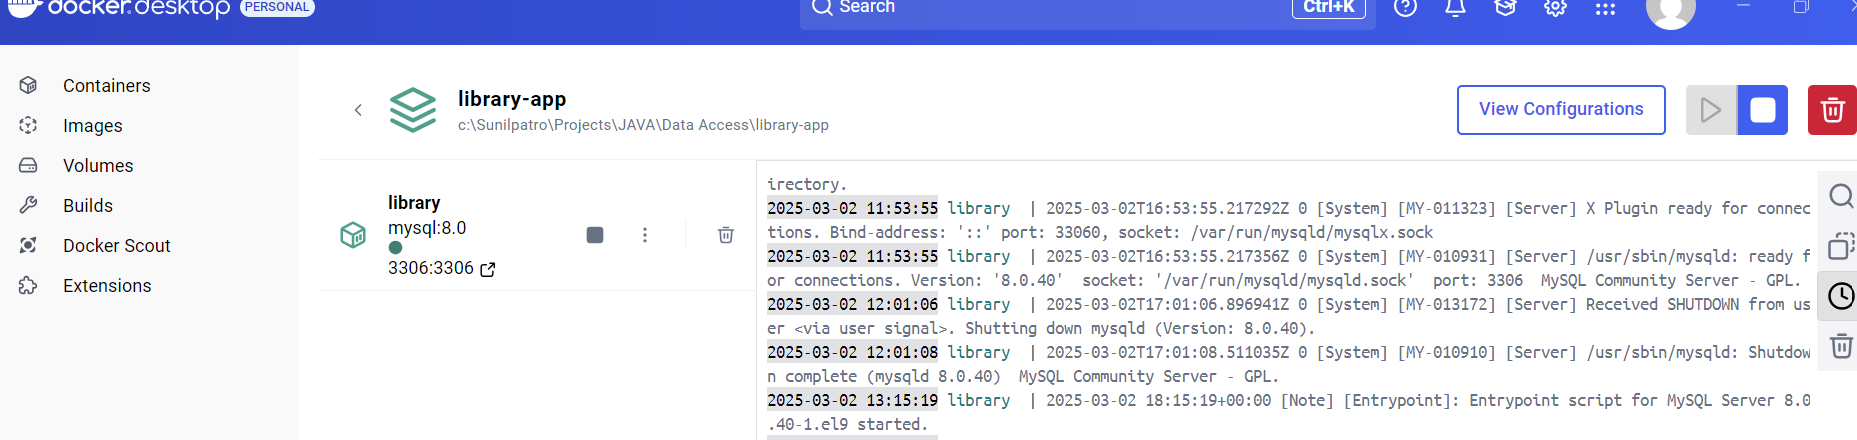 docker.desktop PERSONAL
Search Ctrl+K
Containers
Images
Volumes
Builds
Docker Scout
Extensions
library-app
c:\Sunilpatro\Projects\JAVA\Data Access\library-app
View Configurations
library
mysql:8.0
3306:3306
irectory.
2025-03-02 11:53:55 library | 2025-03-02T16:53:55.217292Z 0 [System] [MY-011323] [Server] X Plugin ready for connec
tions. Bind-address: '::' port: 33060, socket: /var/run/mysqld/mysqlx.sock
2025-03-02 11:53:55 library | 2025-03-02T16:53:55.217356Z 0 [System] [MY-010931] [Server] /usr/sbin/mysqld: ready f
or connections. Version: '8.0.40' socket: '/var/run/mysqld/mysqld.sock' port: 3306 MySQL Community Server - GPL.
2025-03-02 12:01:06 library | 2025-03-02T17:01:06.896941Z 0 [System] [MY-013172] [Server] Received SHUTDOWN from us
er <via user signal>. Shutting down mysqld (Version: 8.0.40).
2025-03-02 12:01:08 library | 2025-03-02T17:01:08.511035Z 0 [System] [MY-010910] [Server] /usr/sbin/mysqld: Shutdow
n complete (mysqld 8.0.40) MySQL Community Server - GPL.
2025-03-02 13:15:19 library | 2025-03-02 18:15:19+00:00 [Note] [Entrypoint]: Entrypoint script for MySQL Server 8.0
.40-1.el9 started.